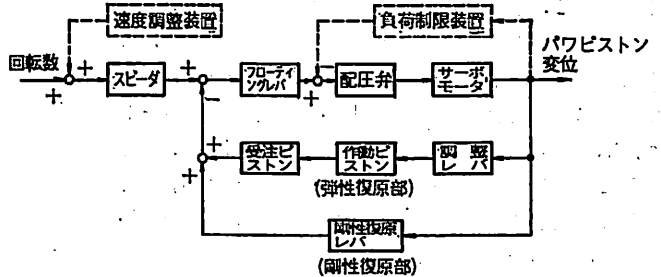 速度調整装置
負荷制限装置
回転数
スピーダ
フローティ
ングレバ
配圧弁
サーボ
モータ
パワピストン
変位
受注ピ
ストン
作動ピ
ストン
調整
レバ
(弾性復原部)
剛性復原
レバ
(剛性復原部)